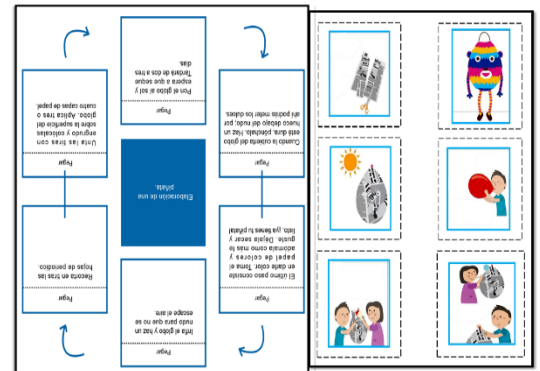 Pegar
Infla el globo y haz un
nudo para que no se
escape el aire.
Pegar
El último paso consiste
en darle color. Toma el
papel de colores y
adórnala como más te
guste. Déjala secar y
listo, ¡ya tienes tu piñata!
Pegar
Recorta en tiras las
hojas de periódico
Elaboración de una
piñata.
Pegar
Cuando la cubierta del globo
está dura, pónchalo. Haz un
hueco debajo del nudo, por
ahí podrás meter los dulces.
Pegar
Unta las tiras con
engrudo y colócalas
sobre la superficie del
globo. Aplica tres o
cuatro capas de papel.
Pegar
Pon el globo al sol y
espera a que seque
Tardará de dos a tres
días.